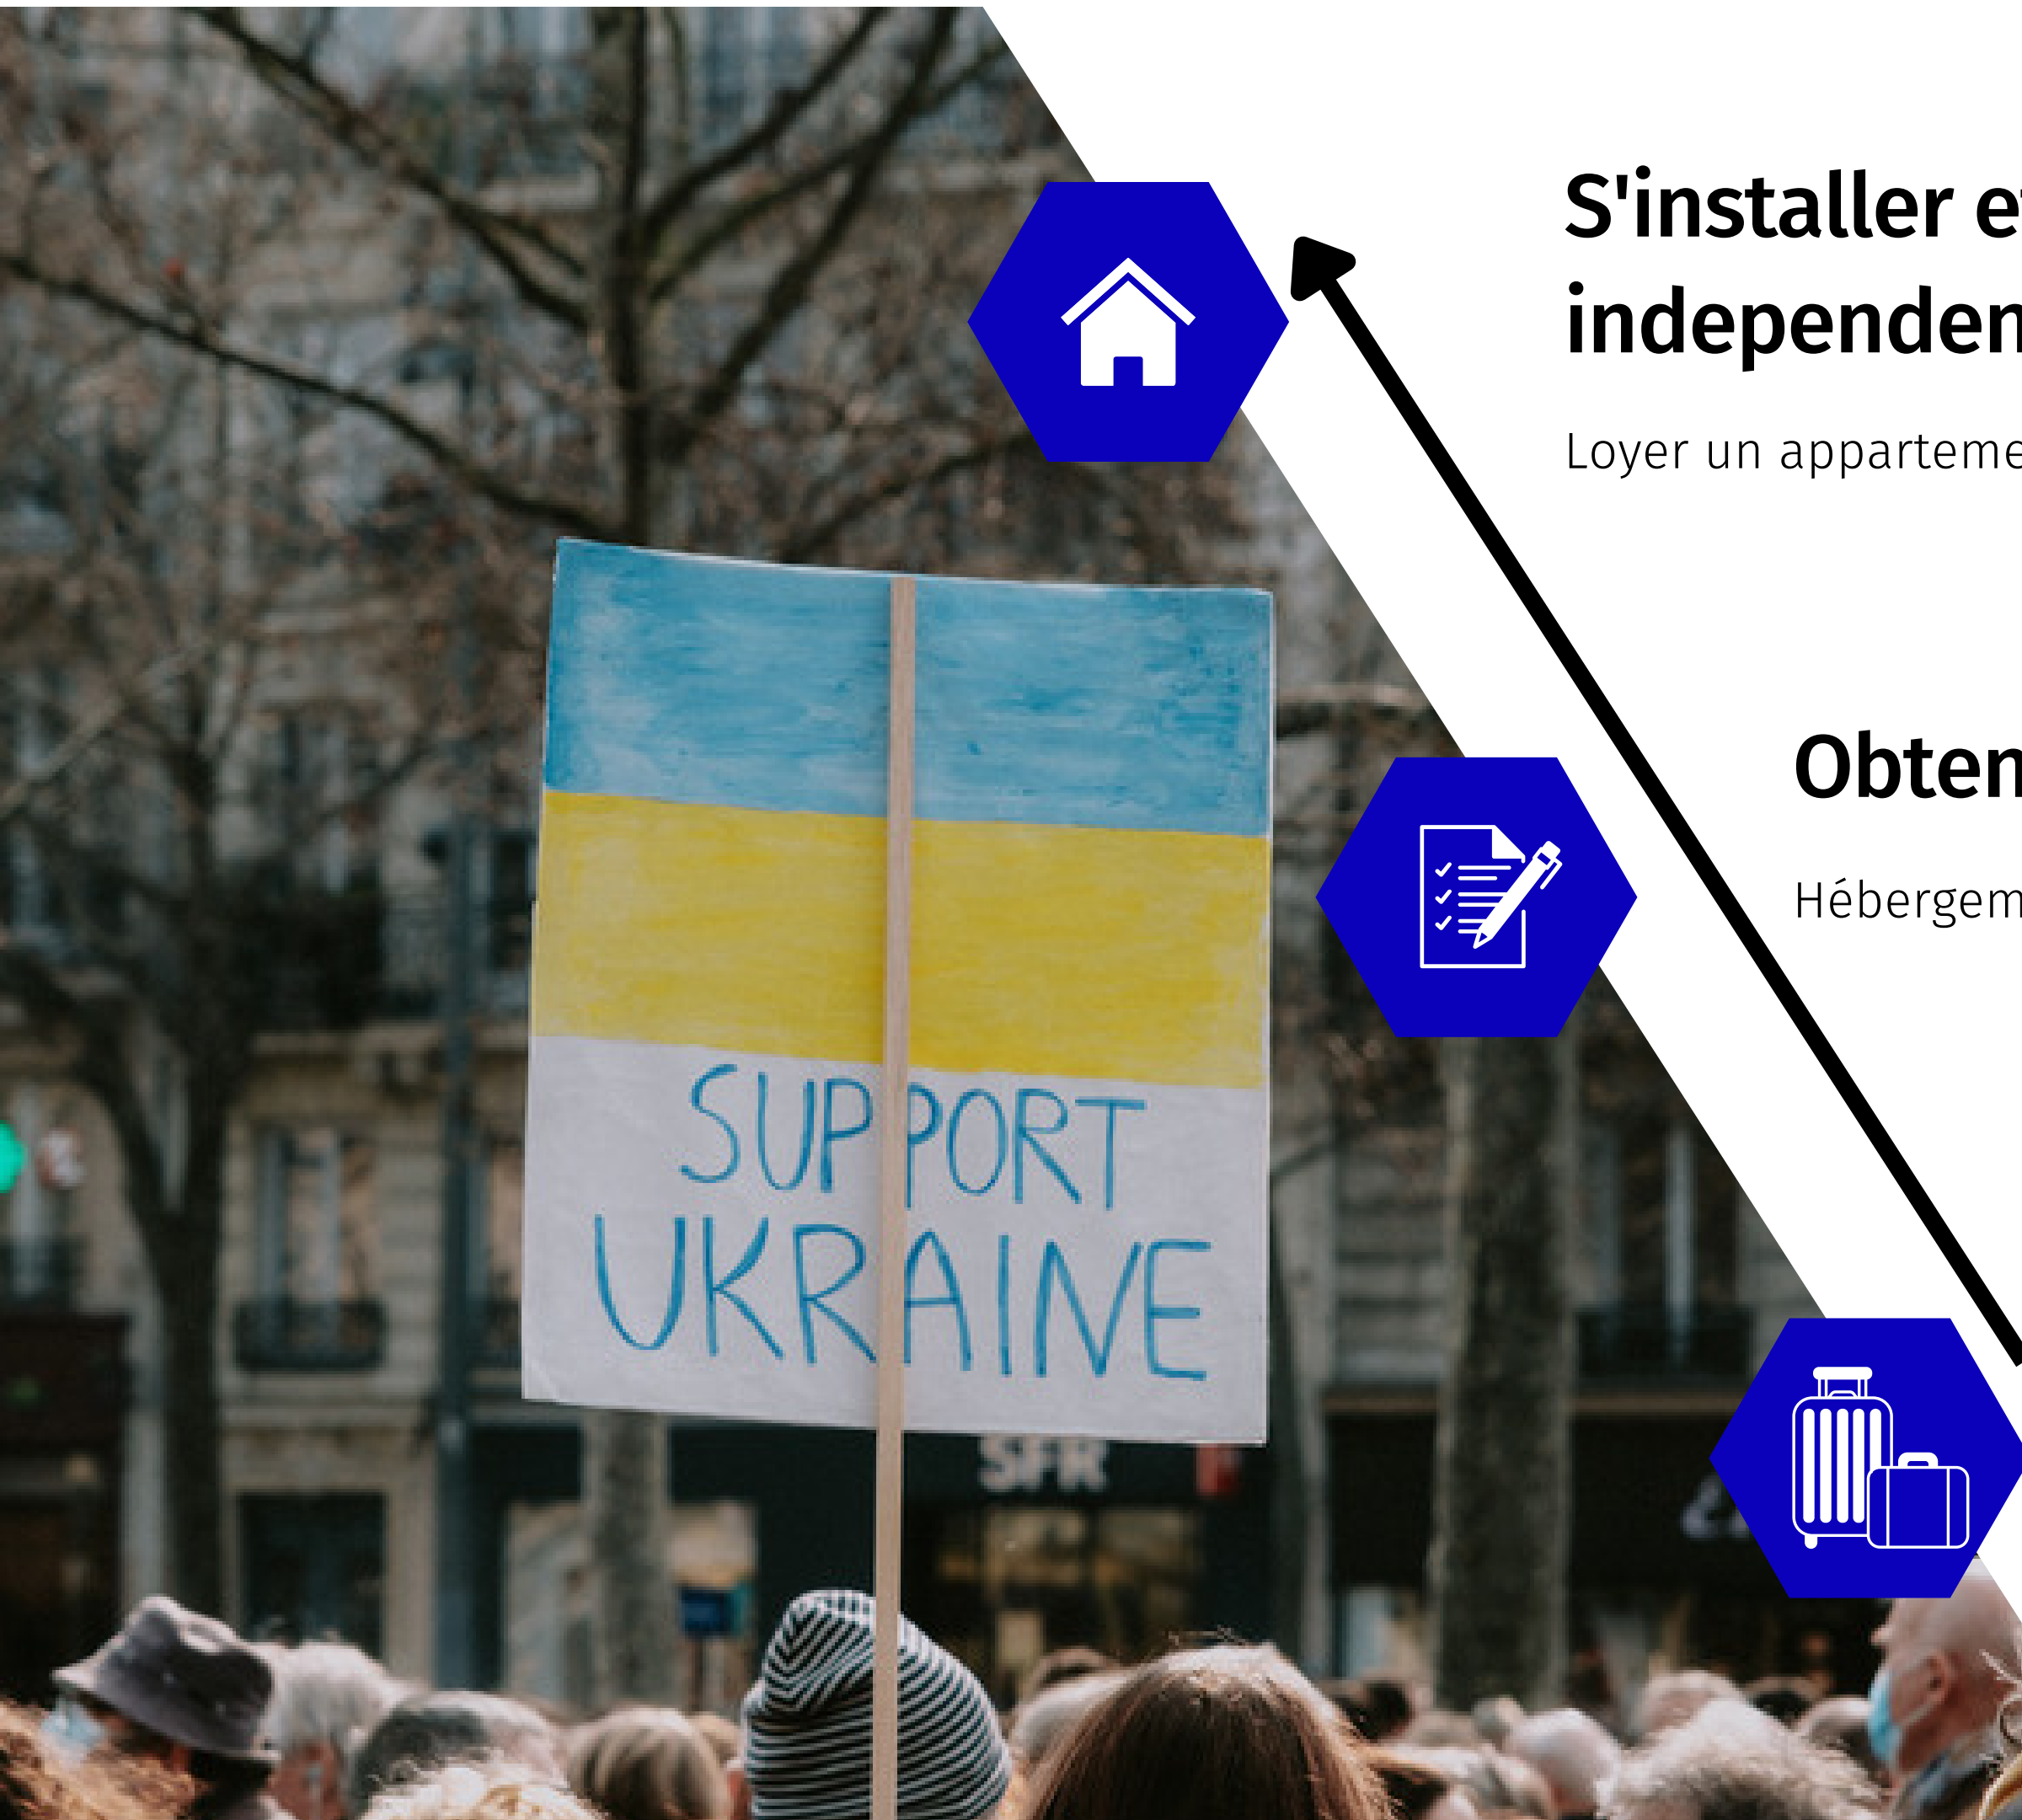 S'installer e
independen
Loyer un apparteme
Obten
Hébergem
SUPPORT
UKRAINE
SFR